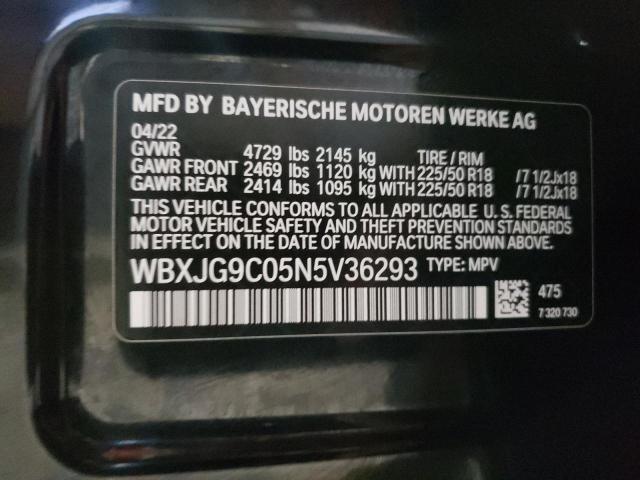 MFD BY BAYERISCHE MOTOREN WERKE AG
04/22
GVWR 4729 lbs 2145 kg TIRE / RIM
GAWR FRONT 2469 lbs 1120 kg WITH 225/50 R18 /7 1/2Jx18
GAWR REAR 2414 lbs 1095 kg WITH 225/50 R18 /7 1/2Jx18
THIS VEHICLE CONFORMS TO ALL APPLICABLE U. S. FEDERAL
MOTOR VEHICLE SAFETY AND THEFT PREVENTION STANDARDS
IN EFFECT ON THE DATE OF MANUFACTURE SHOWN ABOVE.
WBXJG9C05N5V36293 TYPE: MPV
475
7 320 730